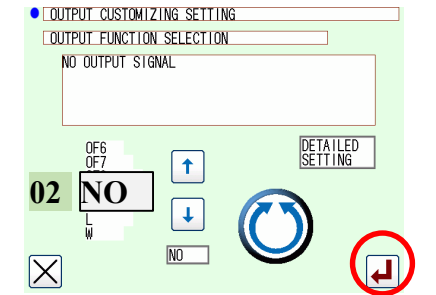 OUTPUT CUSTOMIZING SETTING
OUTPUT FUNCTION SELECTION
NO OUTPUT SIGNAL
DETAILED
SETTING
OF6
OF7
02 NO
L
W
NO